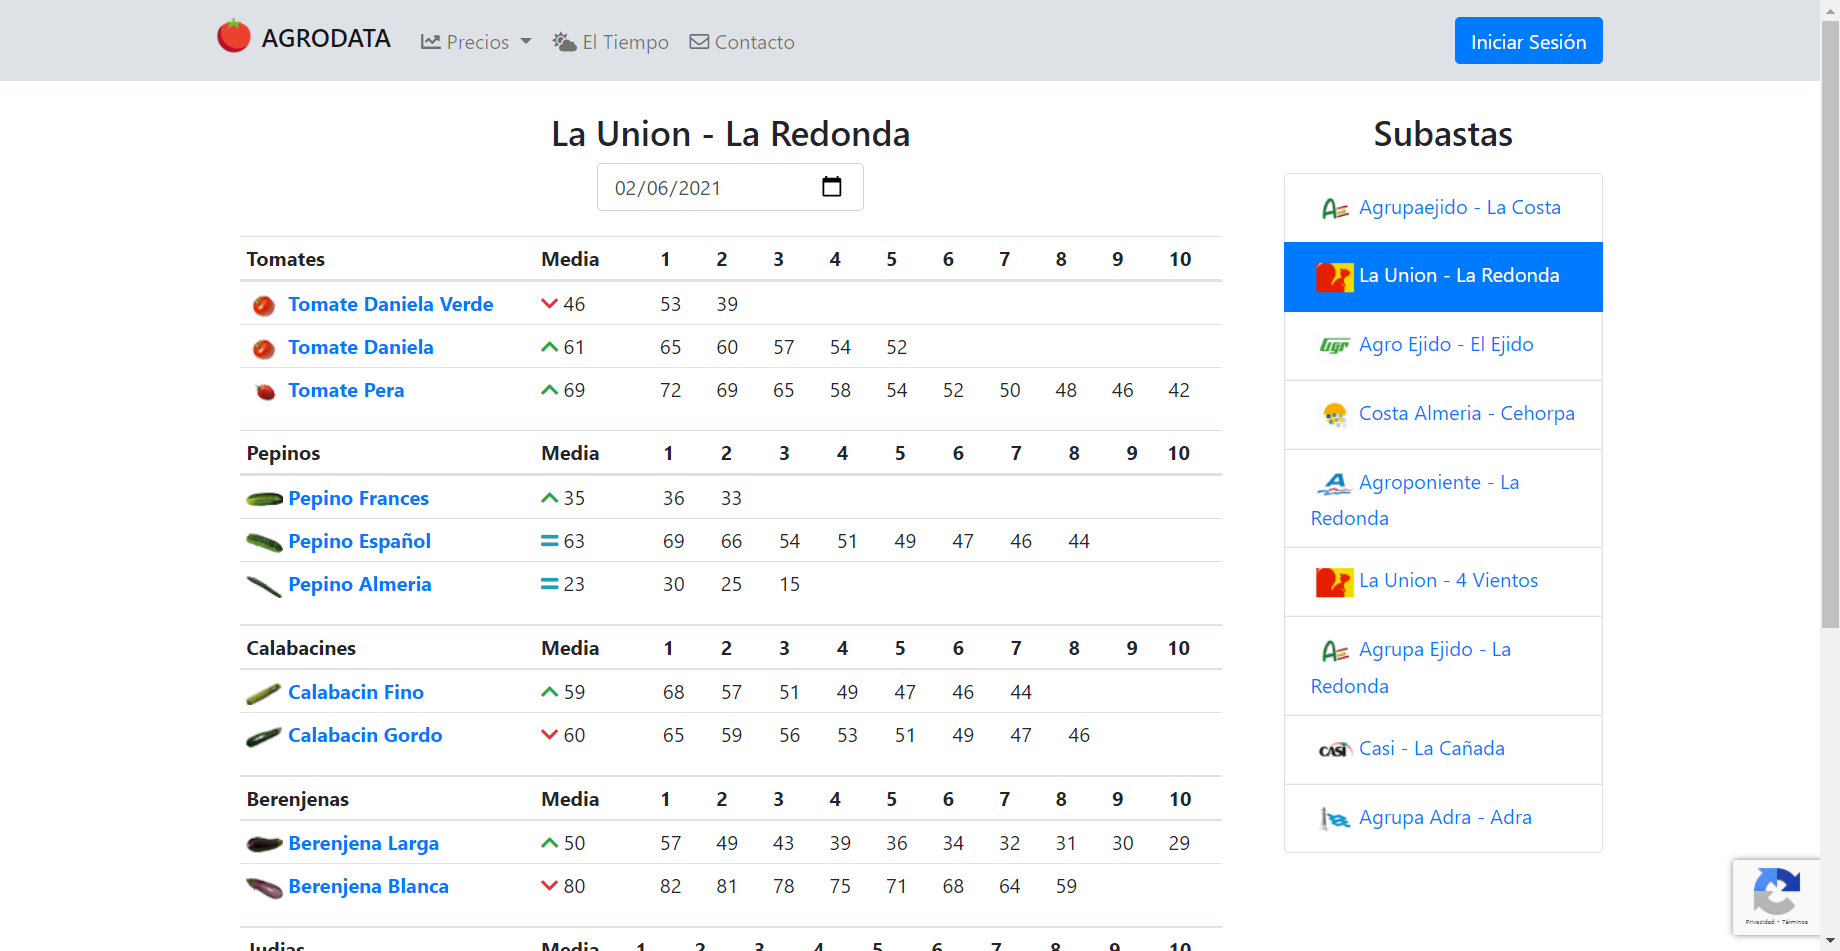 AGRODATA Precios El Tiempo Contacto Iniciar Sesión
La Union - La Redonda
02/06/2021
Tomates Media 1 2 3 4 5 6 7 8 9 10
Tomate Daniela Verde 46 53 39
Tomate Daniela 61 65 60 57 54 52
Tomate Pera 69 72 69 65 58 54 52 50 48 46 42
Pepinos Media 1 2 3 4 5 6 7 8 9 10
Pepino Frances 35 36 33
Pepino Español 63 69 66 54 51 49 47 46 44
Pepino Almeria 23 30 25 15
Calabacines Media 1 2 3 4 5 6 7 8 9 10
Calabacin Fino 59 68 57 51 49 47 46 44
Calabacin Gordo 60 65 59 56 53 51 49 47 46
Berenjenas Media 1 2 3 4 5 6 7 8 9 10
Berenjena Larga 50 57 49 43 39 36 34 32 31 30 29
Berenjena Blanca 80 82 81 78 75 71 68 64 59
Judias Media 1 2 3 4 5 6 7 8 9 10
Subastas
Agrupaejido - La Costa
La Union - La Redonda
Agro Ejido - El Ejido
Costa Almeria - Cehorpa
Agroponiente - La
Redonda
La Union - 4 Vientos
Agrupa Ejido - La
Redonda
CASI Casi - La Cañada
Agrupa Adra - Adra
Privacidad - Términos